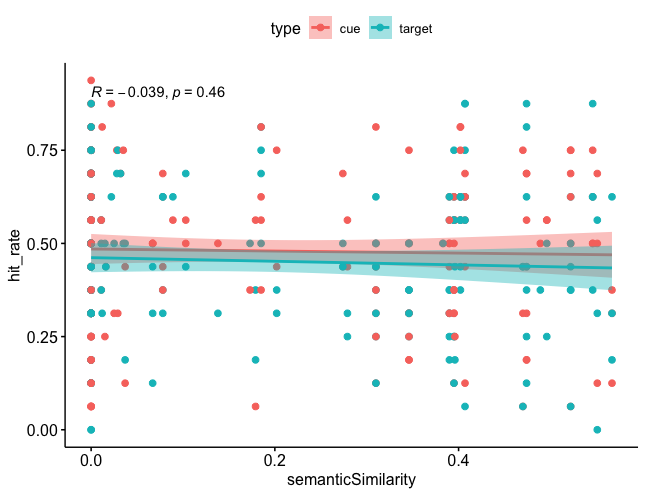 type cue target
R = −0.039, p = 0.46
hit_rate
0.75
0.50
0.25
0.00
0.0 0.2 0.4
semanticSimilarity